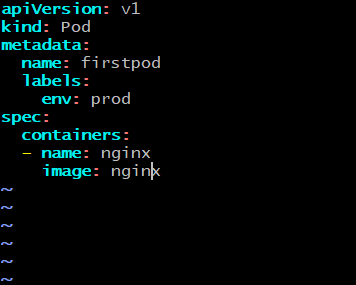 apiVersion: v1
kind: Pod
metadata:
  name: firstpod
  labels:
    env: prod
spec:
  containers:
  - name: nginx
    image: nginx
~
~
~
~
~
~